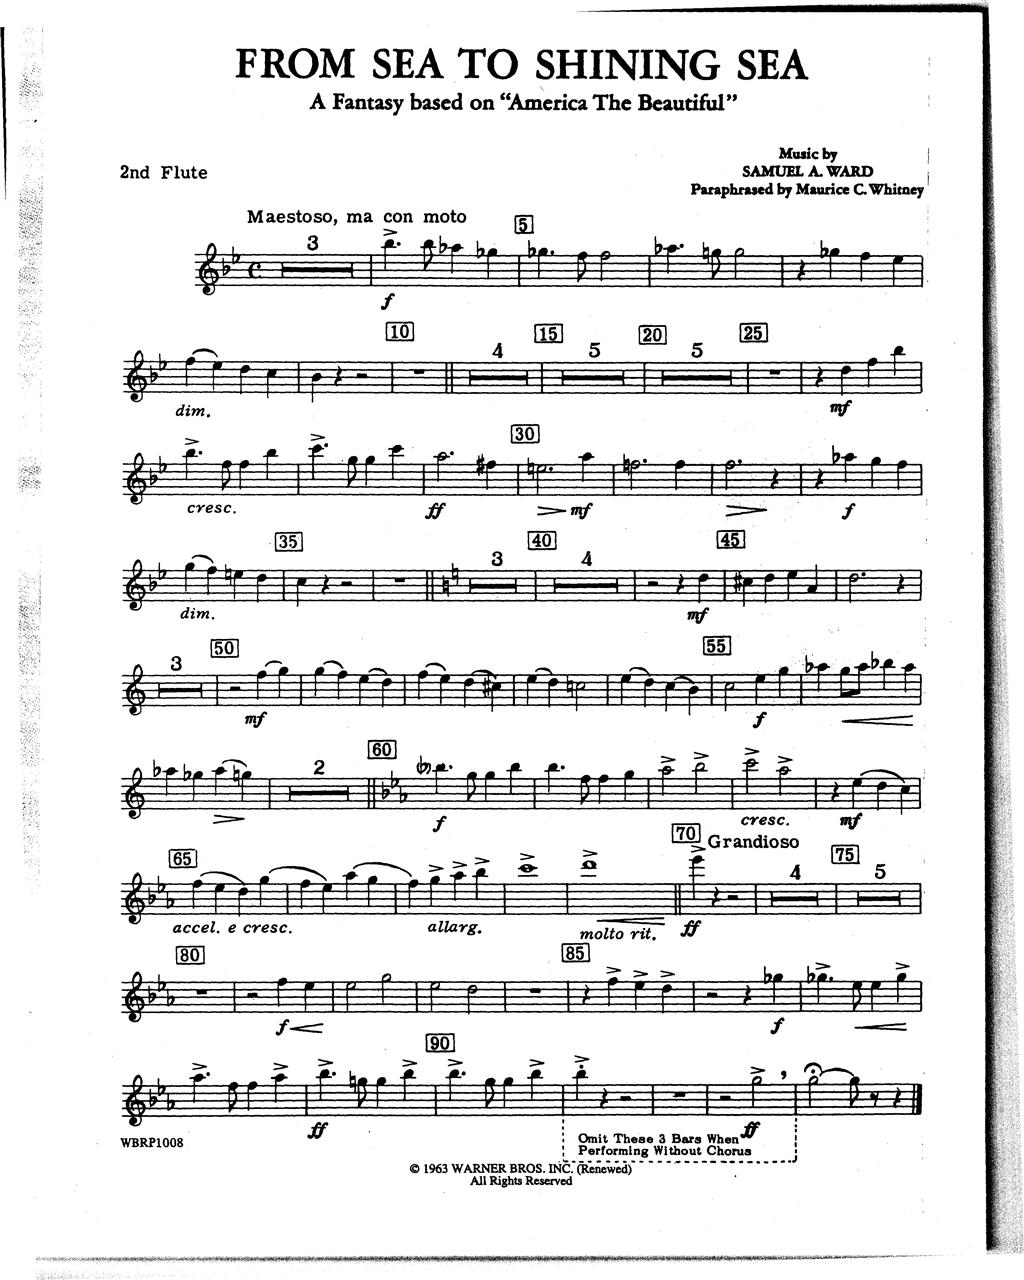 FROM SEA TO SHINING SEA
A Fantasy based on "America The Beautiful"
2nd Flute
Music by
SAMUEL A. WARD
Paraphrased by Maurice C. Whitney
Maestoso, ma con moto
3
5
f
10
4
15
5
20
5
25
dim.
mf
30
cresc.
ff
mf
f
35
3
40
4
45
dim.
mf
3
50
55
mf
f
2
60
f
cresc.
mf
65
70
Grandioso
4
75
5
accel. e cresc.
allarg.
molto rit.
ff
80
85
f
f
90
ff
ff
Omit These 3 Bars When
Performing Without Chorus
WBRP1008
© 1963 WARNER BROS. INC. (Renewed)
All Rights Reserved